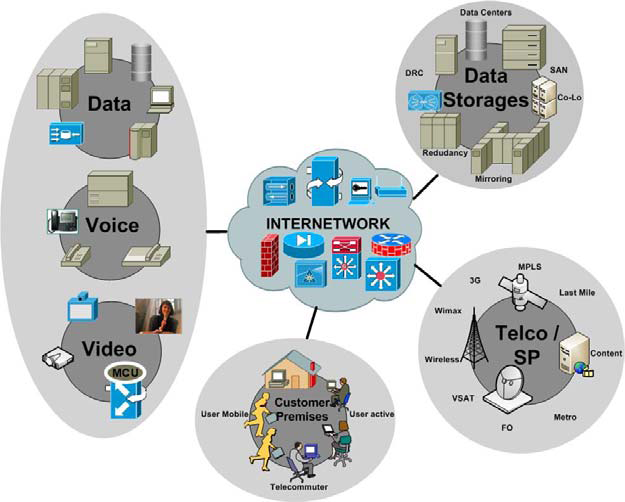 Data
Voice
Video
MCU
INTERNETWORK
Data Centers
DRC
Data
Storages
SAN
Co-Lo
Redudancy
Mirroring
MPLS
3G
Last Mile
Wimax
Telco /
SP
Wireless
Content
VSAT
Metro
FO
Customer
Premises
User Mobile
User active
Telecommuter